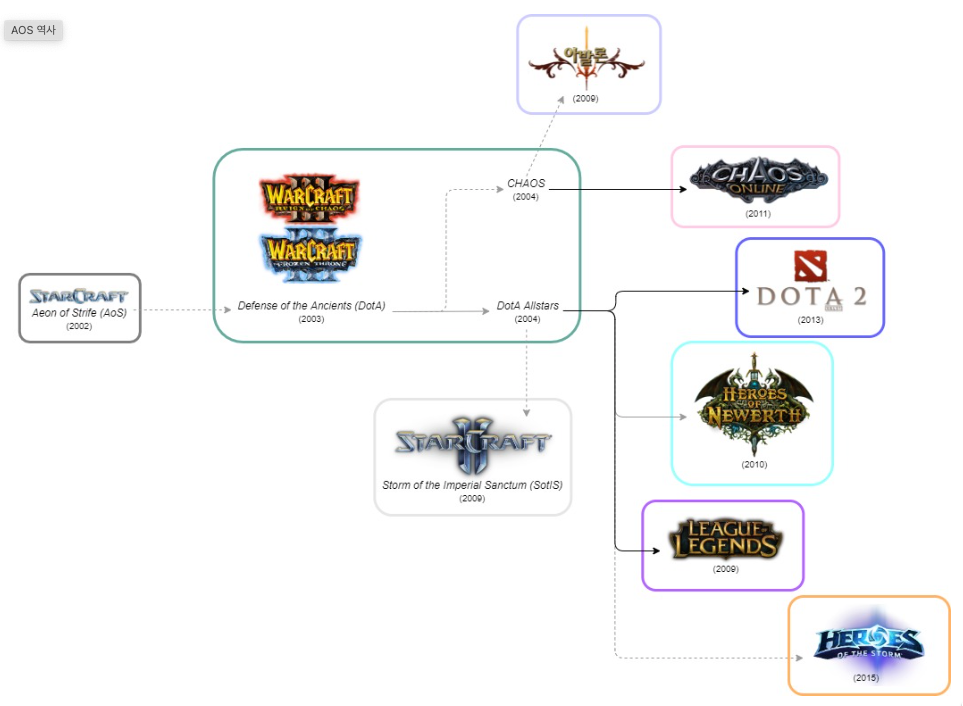 AOS 역사
아발론
(2009)
WARCRAFT
III
REIGN OF CHAOS
WARCRAFT
III
FROZEN THRONE
CHAOS
(2004)
CHAOS
ONLINE
(2011)
STARCRAFT
Aeon of Strife (AoS)
(2002)
Defense of the Ancients (DotA)
(2003)
DotA Allstars
(2004)
DOTA 2
(2013)
HEROES
OF
NEWERTH
(2010)
STARCRAFT
II
Storm of the Imperial Sanctum (SotIS)
(2009)
LEAGUE OF
LEGENDS
(2009)
HEROES
OF THE STORM
(2015)